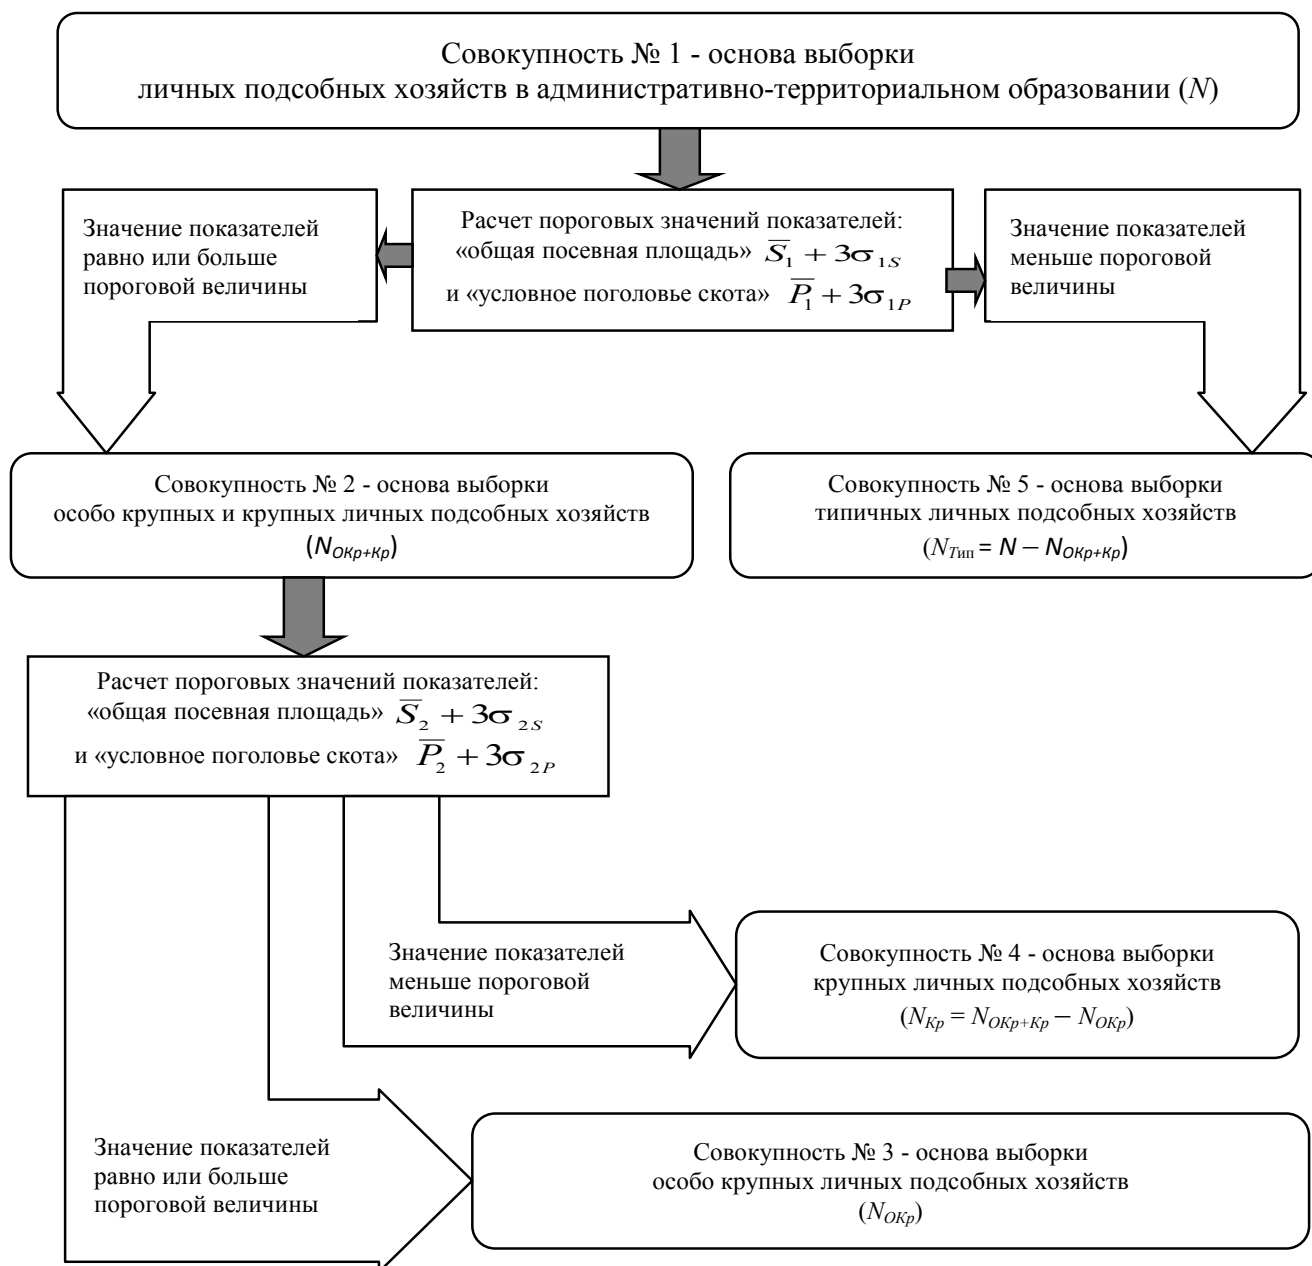 Совокупность № 1 - основа выборки
личных подсобных хозяйств в административно-территориальном образовании (N)
Значение показателей
равно или больше
пороговой величины
Расчет пороговых значений показателей:
«общая посевная площадь» S̅₁ + 3σ₁S
и «условное поголовье скота» P̅₁ + 3σ₁P
Значение показателей
меньше пороговой
величины
Совокупность № 2 - основа выборки
особо крупных и крупных личных подсобных хозяйств
(NОКр+Кр)
Совокупность № 5 - основа выборки
типичных личных подсобных хозяйств
(NТип = N – NОКр+Кр)
Расчет пороговых значений показателей:
«общая посевная площадь» S̅₂ + 3σ₂S
и «условное поголовье скота» P̅₂ + 3σ₂P
Значение показателей
меньше пороговой
величины
Совокупность № 4 - основа выборки
крупных личных подсобных хозяйств
(NКр = NОКр+Кр – NОКр)
Значение показателей
равно или больше
пороговой величины
Совокупность № 3 - основа выборки
особо крупных личных подсобных хозяйств
(NОКр)